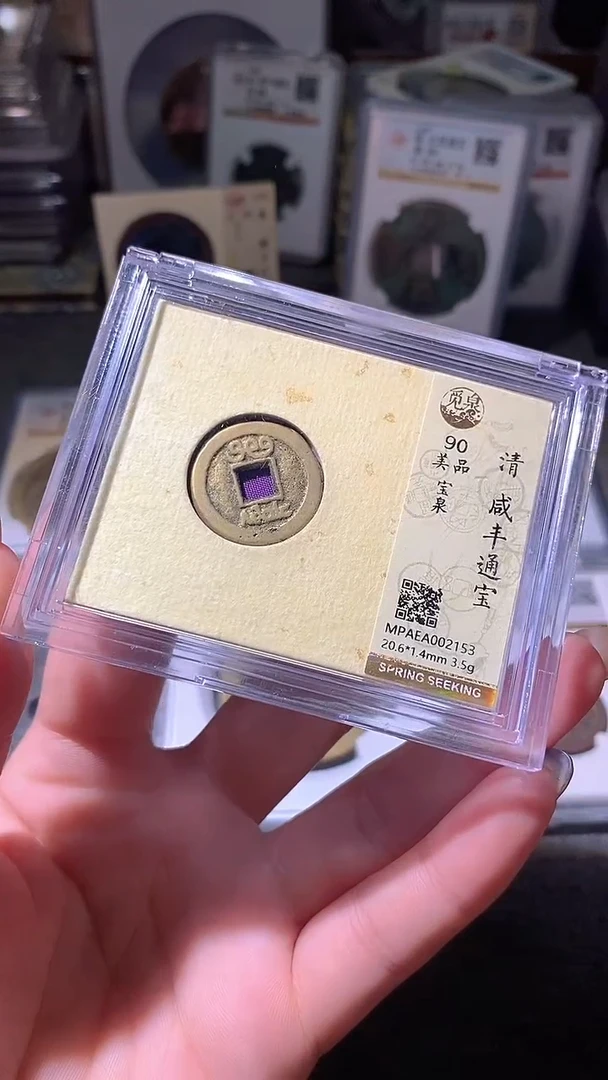 觅泉
90
美品
宝泉
清 咸丰通宝
MPAEA002153
20.6*1.4mm 3.5g
SPRING SEEKING